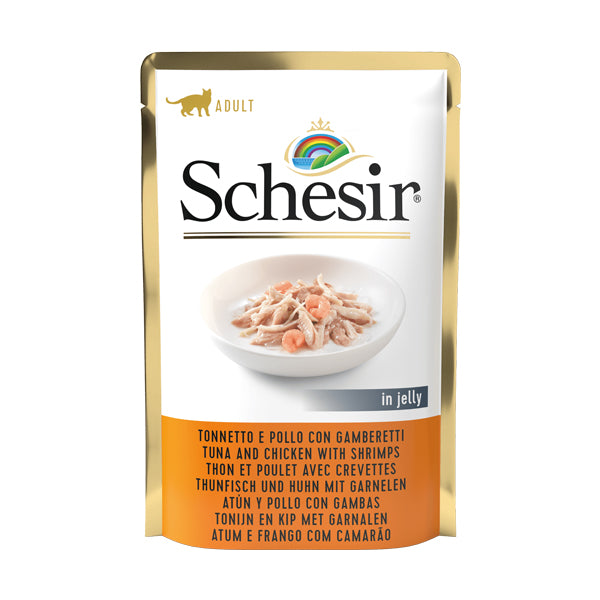 ADULT
Schesir®
in jelly
TONNETTO E POLLO CON GAMBERETTI
TUNA AND CHICKEN WITH SHRIMPS
THON ET POULET AVEC CREVETTES
THUNFISCH UND HUHN MIT GARNELEN
ATÙN Y POLLO CON GAMBAS
TONIJN EN KIP MET GARNALEN
ATUM E FRANGO COM CAMARÃO